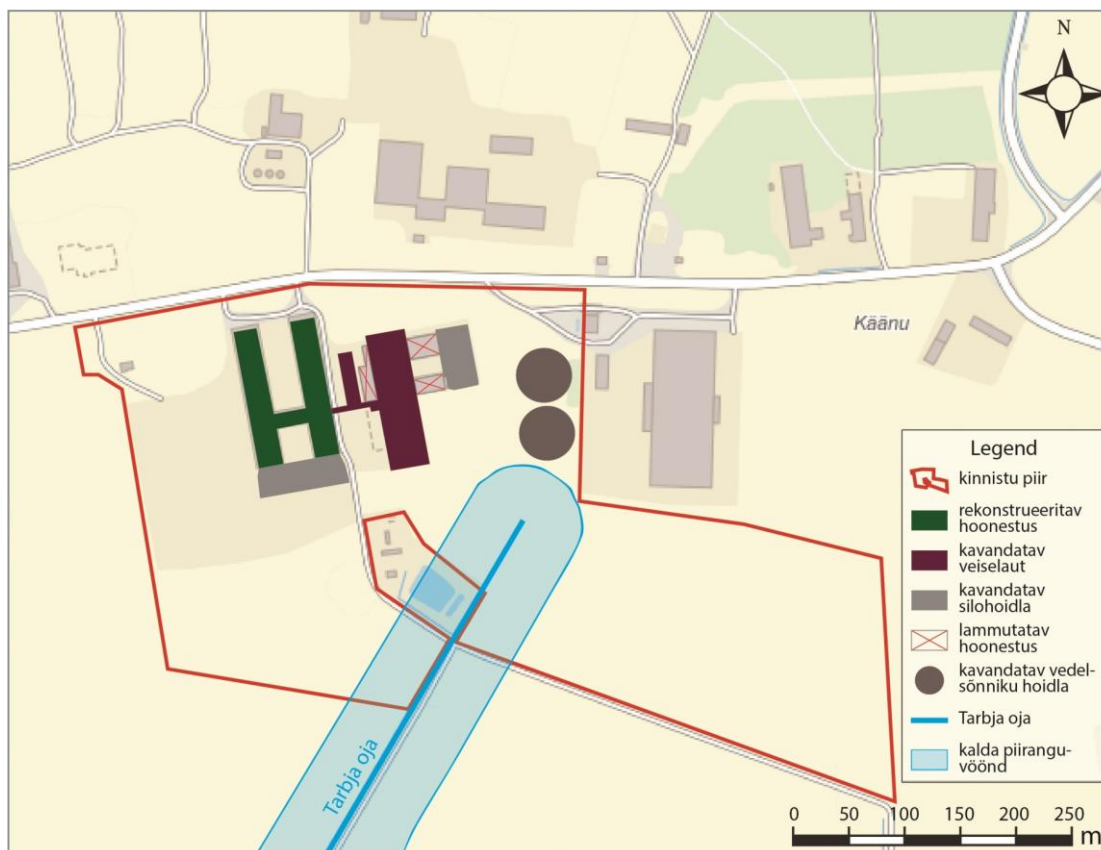 N
Käänu
Tarbja oja
Legend
kinnistu piir
rekonstrueeritav
hoonestus
kavandatav
veiselaut
kavandatav
silohoidla
lammutatav
hoonestus
kavandatav vedel-
sõnniku hoidla
Tarbja oja
kalda piirangu-
vöönd
0 50 100 150 200 250
m